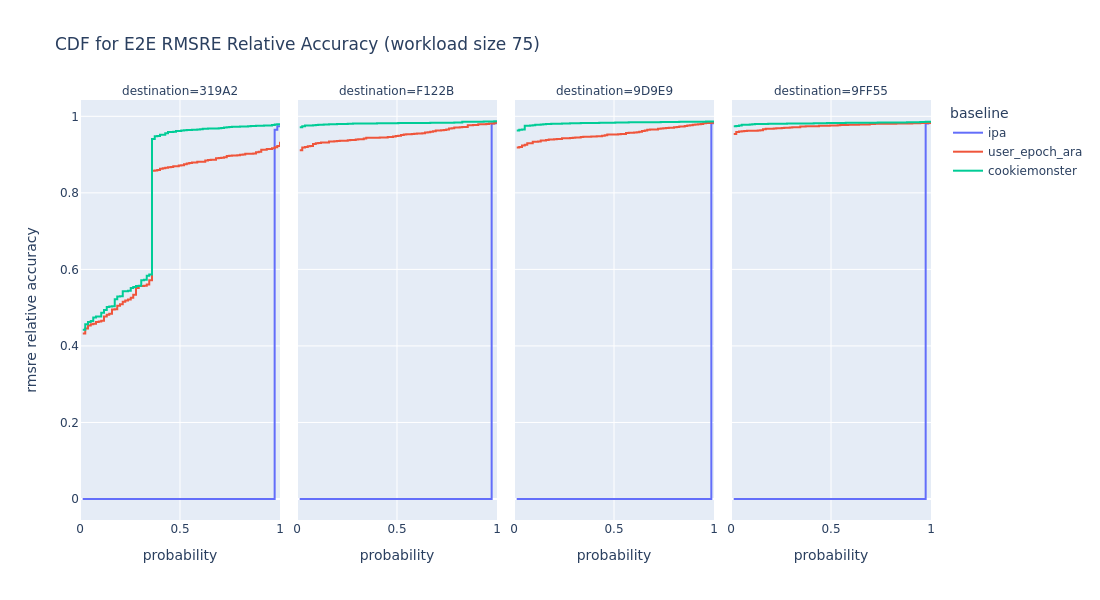 CDF for E2E RMSRE Relative Accuracy (workload size 75)
destination=319A2
destination=F122B
destination=9D9E9
destination=9FF55
baseline
ipa
user_epoch_ara
cookiemonster
rmsre relative accuracy
1
0.8
0.6
0.4
0.2
0
0 0.5 1
0 0.5 1
0 0.5 1
0 0.5 1
probability
probability
probability
probability